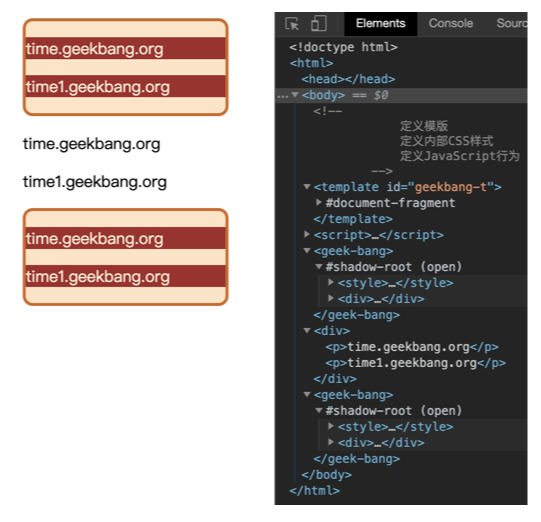 time.geekbang.org
time1.geekbang.org
time.geekbang.org
time1.geekbang.org
time.geekbang.org
time1.geekbang.org
Elements Console Sourc
<!doctype html>
<html>
<head></head>
…<body> == $0
<!--
定义模版
定义内部CSS样式
定义JavaScript行为
-->
<template id="geekbang-t">
#document-fragment
</template>
<script>…</script>
<geek-bang>
#shadow-root (open)
<style>…</style>
<div>…</div>
</geek-bang>
<div>
<p>time.geekbang.org</p>
<p>time1.geekbang.org</p>
</div>
<geek-bang>
#shadow-root (open)
<style>…</style>
<div>…</div>
</geek-bang>
</body>
</html>